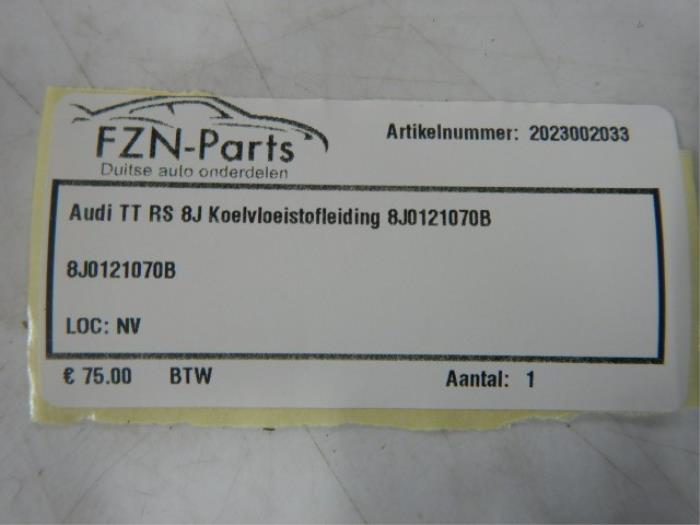 FZN-Parts
Duitse auto onderdelen
Artikelnummer: 2023002033
Audi TT RS 8J Koelvloeistofleiding 8J0121070B
8J0121070B
LOC: NV
€ 75.00 BTW Aantal: 1